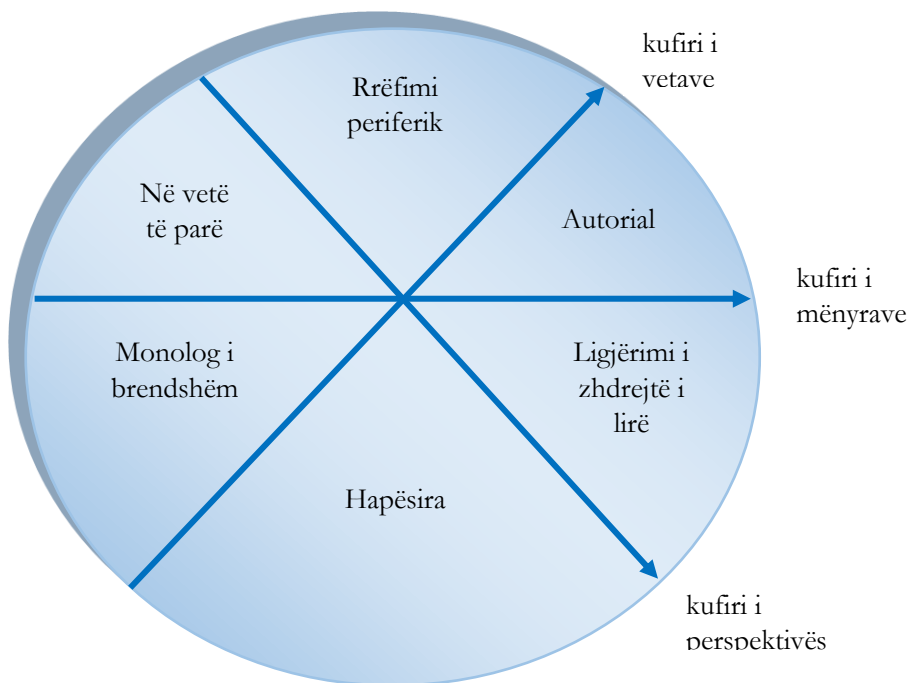 kufiri i
vetave
Rrëfimi
periferik
Në vetë
të parë
Autorial
kufiri i
mënyrave
Monolog i
brendshëm
Ligjërimi i
zhdrejtë i
lirë
Hapësira
kufiri i
perspektivës